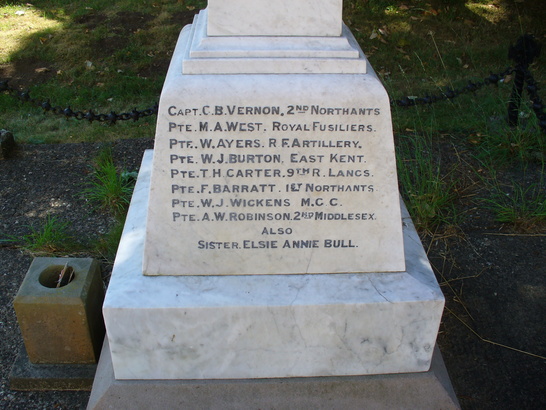 CAPT. C. B. VERNON, 2ND NORTHANTS
PTE. M. A. WEST. ROYAL FUSILIERS.
PTE. W. AYERS. R. F. ARTILLERY.
PTE. W. J. BURTON. EAST KENT.
PTE. T. H. CARTER. 9TH R. LANCS.
PTE. F. BARRATT. 1ST NORTHANTS
PTE. W. J. WICKENS M.C.C.
PTE. A. W. ROBINSON. 2ND MIDDLESEX.
ALSO
SISTER. ELSIE ANNIE BULL.